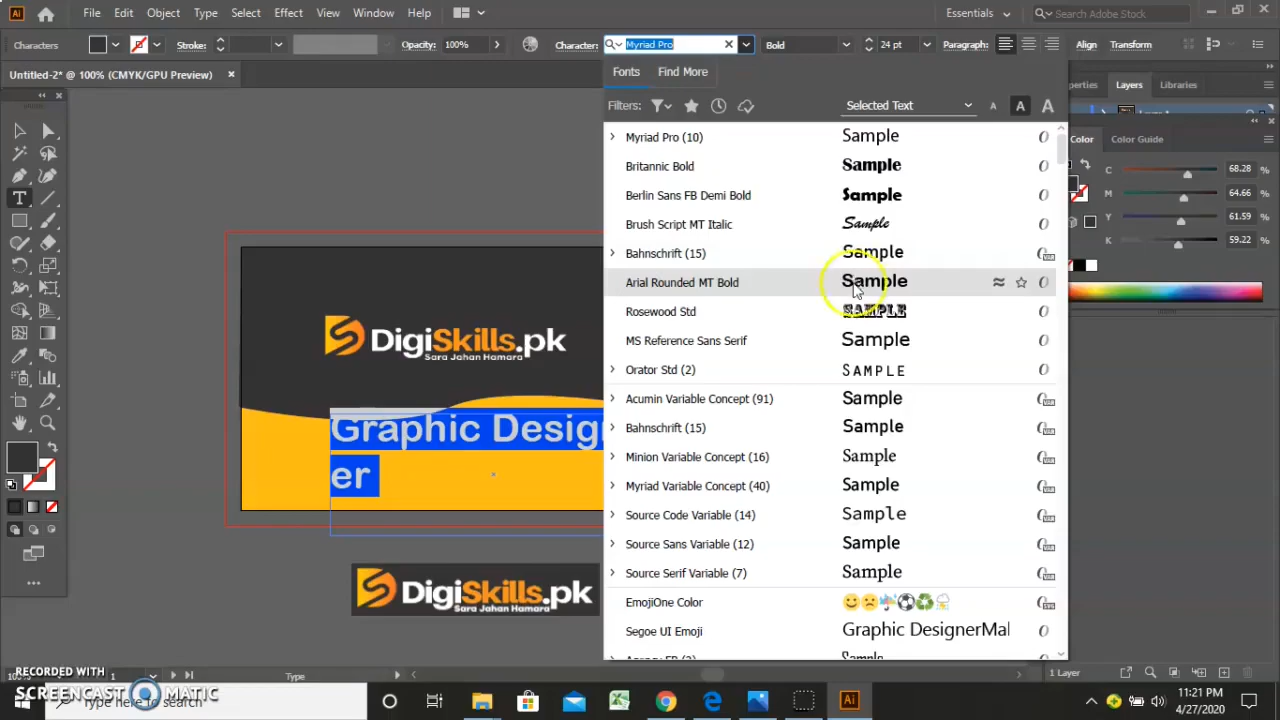 Ai File Edit Object Type Select Effect View Window Help Essentials Search Adobe Stock
Characters Stroke: Opacity: 100% Character: Myriad Pro Bold 24 pt Paragraph: Align Transform
Untitled-2* @ 100% (CMYK/GPU Preview)
Fonts Find More
Layers Libraries
Filters: Selected Text A A A
Color Color Guide
Myriad Pro (10) Sample
Britannic Bold Sample
Berlin Sans FB Demi Bold Sample
Brush Script MT Italic Sample
Bahnschrift (15) Sample
Arial Rounded MT Bold Sample
Rosewood Std SAMPLE
MS Reference Sans Serif Sample
Orator Std (2) SAMPLE
Acumin Variable Concept (91) Sample
Bahnschrift (15) Sample
Minion Variable Concept (16) Sample
Myriad Variable Concept (40) Sample
Source Code Variable (14) Sample
Source Sans Variable (12) Sample
Source Serif Variable (7) Sample
EmojiOne Color
Segoe UI Emoji Graphic DesignerMal
C 68.28 %
M 64.66 %
Y 61.59 %
K 59.22 %
DigiSkills.pk
Sara Jahan Hamara
Graphic Desig
er
DigiSkills.pk
Sara Jahan Hamara
1 Type 1 Layer
RECORDED WITH
SCREENCAST MATIC
Type here to search
Ai
11:21 PM
4/27/2020